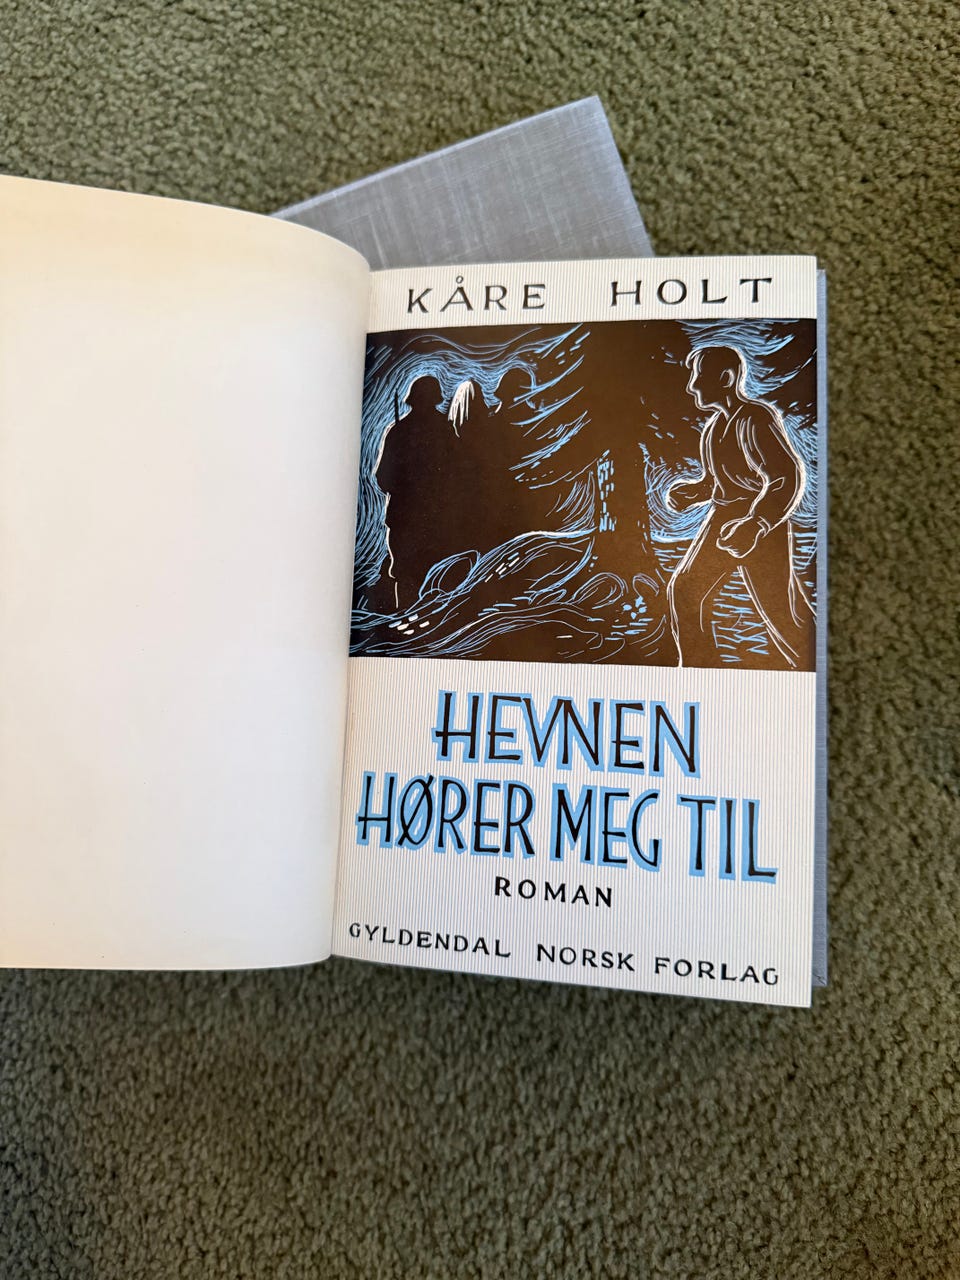 KÅRE HOLT
HEVNEN
HØRER MEG TIL
ROMAN
GYLDENDAL NORSK FORLAG